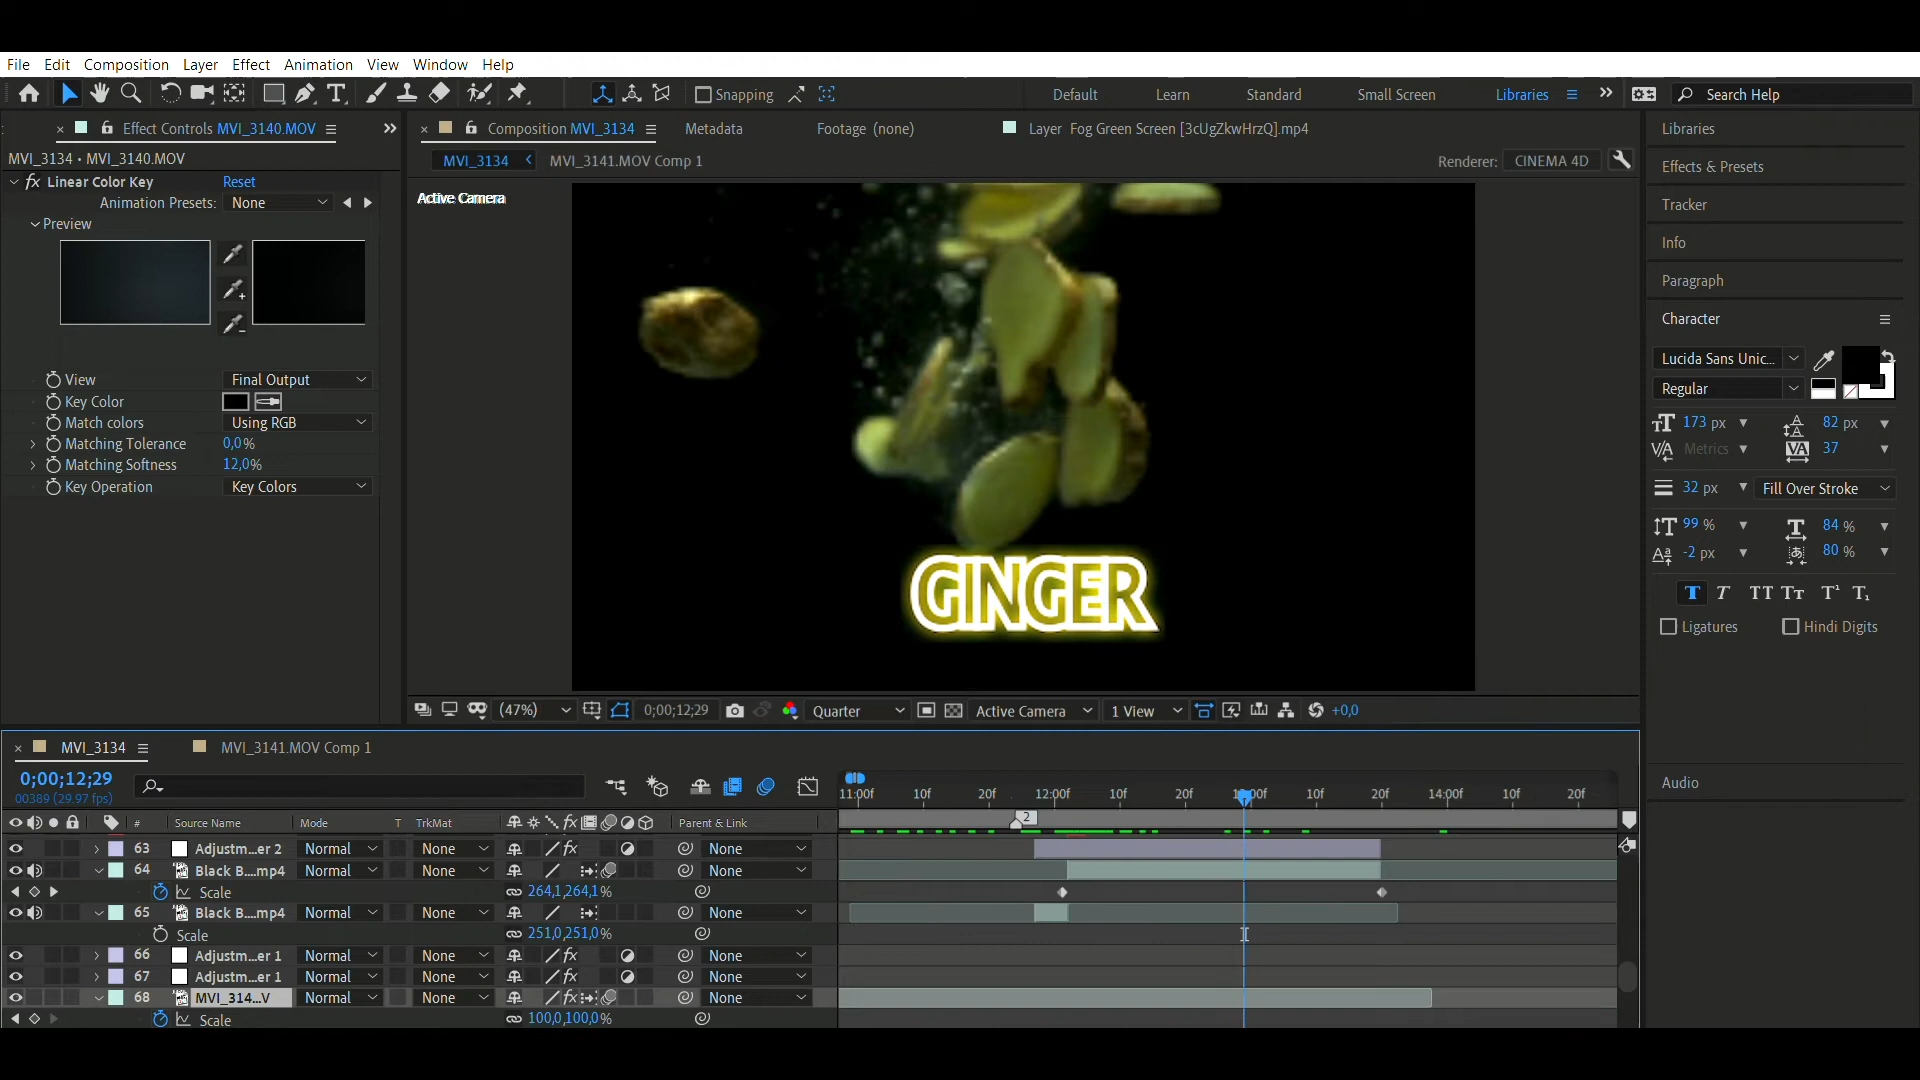 File Edit Composition Layer Effect Animation View Window Help
Snapping Default Learn Standard Small Screen Libraries Search Help
Effect Controls MVI_3140.MOV
Composition MVI_3134 Metadata Footage (none) Layer Fog Green Screen [3cUgZkwHrzQ].mp4
Libraries
MVI_3134 • MVI_3140.MOV
MVI_3134 MVI_3141.MOV Comp 1 Renderer: CINEMA 4D
Effects & Presets
fx Linear Color Key Reset
Active Camera
Animation Presets: None
Tracker
Preview
Info
Paragraph
Character
Lucida Sans Unic...
View Final Output
Regular
Key Color
Match colors Using RGB
173 px 82 px
Matching Tolerance 0,0%
Metrics 37
Matching Softness 12,0%
Key Operation Key Colors
32 px Fill Over Stroke
99 % 84 %
-2 px 80 %
GINGER
T T TT Tт T¹ T₁
Ligatures Hindi Digits
(47%) 0;00;12;29 Quarter Active Camera 1 View +0,0
MVI_3134 MVI_3141.MOV Comp 1
0;00;12;29
00389 (29.97 fps)
Audio
11:00f 10f 20f 12:00f 10f 20f 10f 20f 14:00f 10f 20f
2
# Source Name Mode T TrkMat fx Parent & Link
63 Adjustm...er 2 Normal None fx None
64 Black B....mp4 Normal None None
Scale 264,1,264,1%
65 Black B....mp4 Normal None None
Scale 251,0,251,0%
66 Adjustm...er 1 Normal None fx None
67 Adjustm...er 1 Normal None fx None
68 MVI_314...V Normal None fx None
Scale 100,0,100,0%